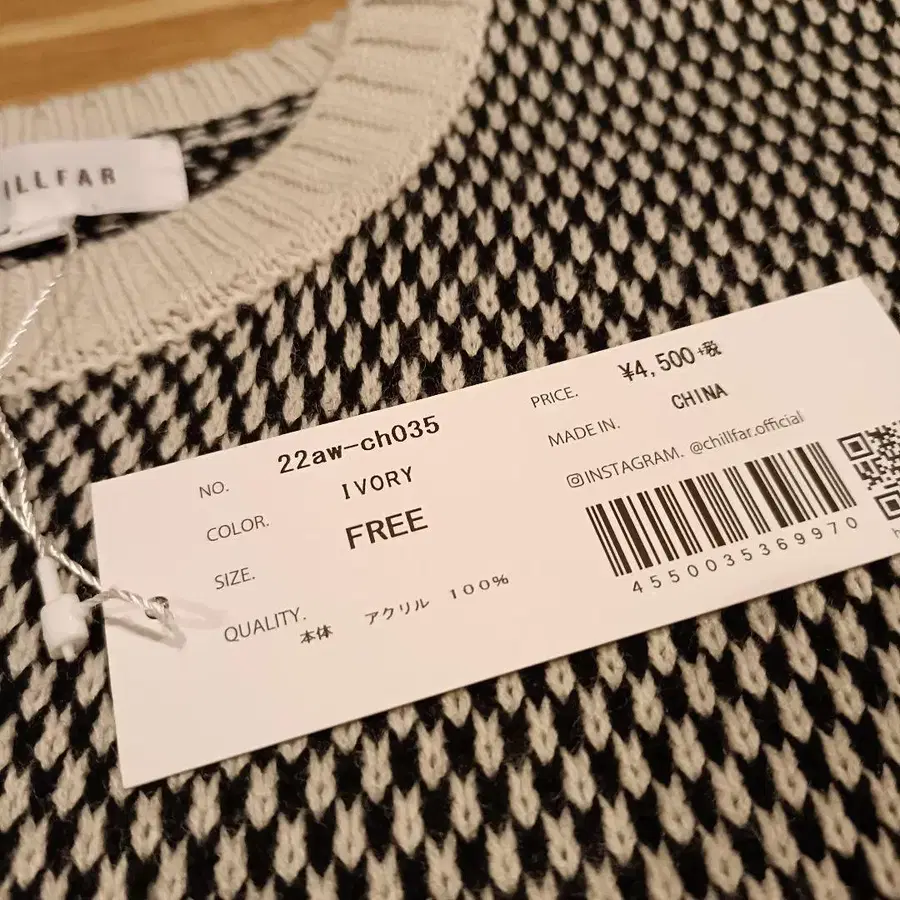 ILLFAR
NO. 22aw-ch035
COLOR. IVORY
SIZE. FREE
QUALITY.
本体 アクリル 100%
PRICE. ¥4,500+税
MADE IN. CHINA
INSTAGRAM. @chillfar.official
4550035369970